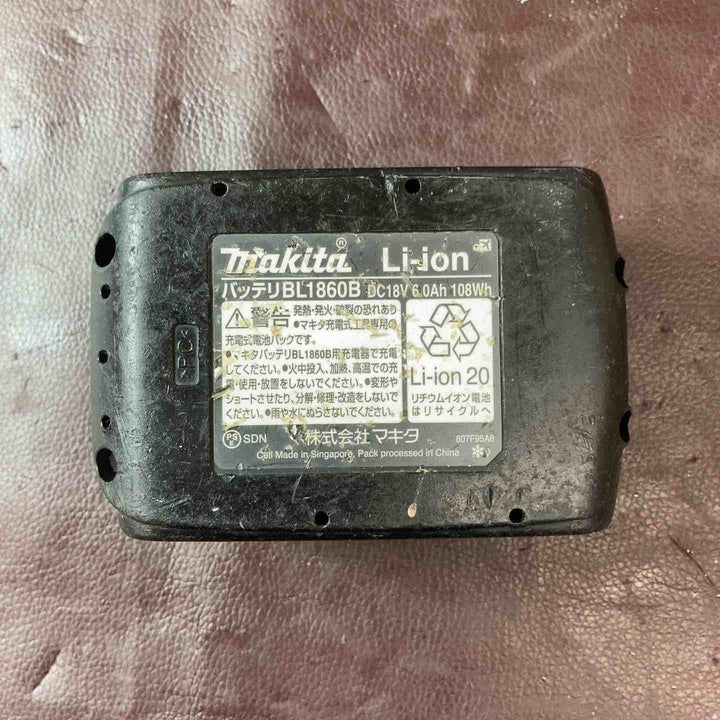 makita® Li-ion
バッテリBL1860B DC18V 6.0Ah 108Wh
警告 発熱・発火・破裂の恐れあり
●マキタ充電式工具専用の
充電式電池パックです。
●マキタバッテリBL1860B用充電器で充電
してください。●火中投入、加熱、高温での充
電・使用・放置をしないでください。●変形や
ショートさせたり、分解・修理・改造をしないで
ください。●雨や水にぬらさないでください。
Li-ion 20
リチウムイオン電池
はリサイクルへ
PS E SDN 株式会社マキタ 807F95A8
Cell Made in Singapore, Pack processed in China